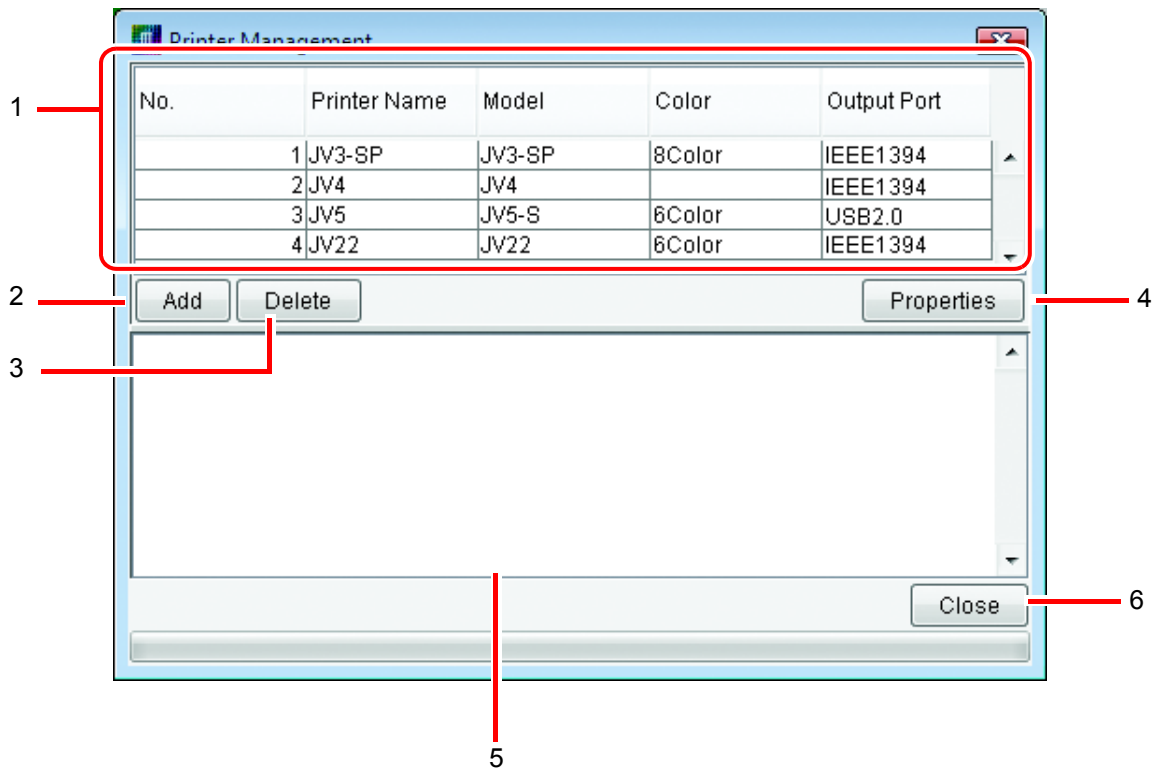 Printer Management
1
No. Printer Name Model Color Output Port
1 JV3-SP JV3-SP 8Color IEEE1394
2 JV4 JV4 IEEE1394
3 JV5 JV5-S 6Color USB2.0
4 JV22 JV22 6Color IEEE1394
2 Add Delete Properties 4
3
Close 6
5